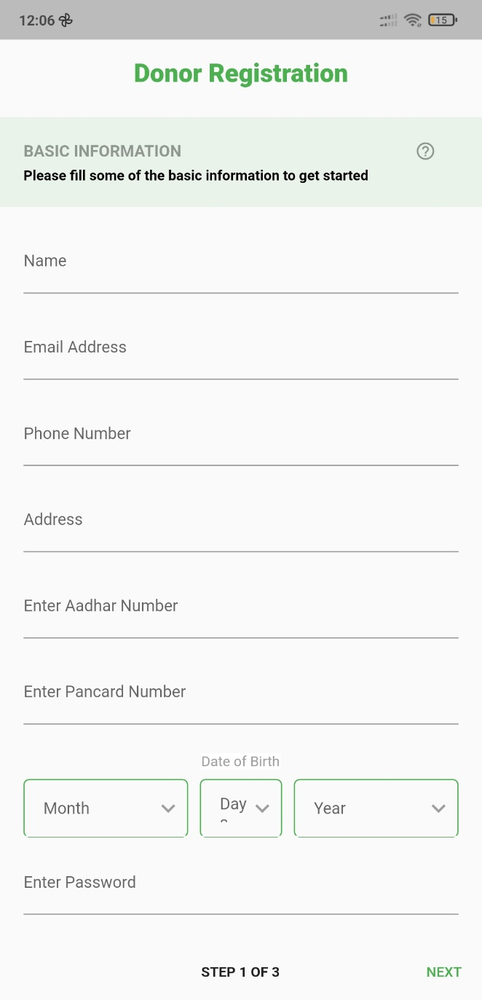 12:06
15
Donor Registration
BASIC INFORMATION
Please fill some of the basic information to get started
Name
Email Address
Phone Number
Address
Enter Aadhar Number
Enter Pancard Number
Date of Birth
Month
Day
Year
Enter Password
STEP 1 OF 3
NEXT